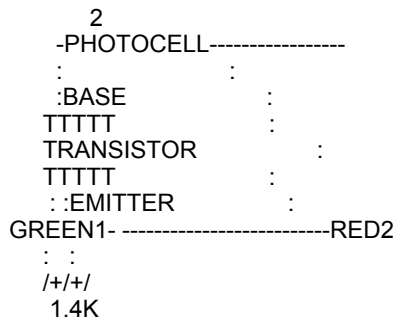 2
-PHOTOCELL-----------------
: :
:BASE :
TTTTT :
TRANSISTOR :
TTTTT :
: :EMITTER :
GREEN1- --------------------------RED2
: :
/+/+/
1.4K